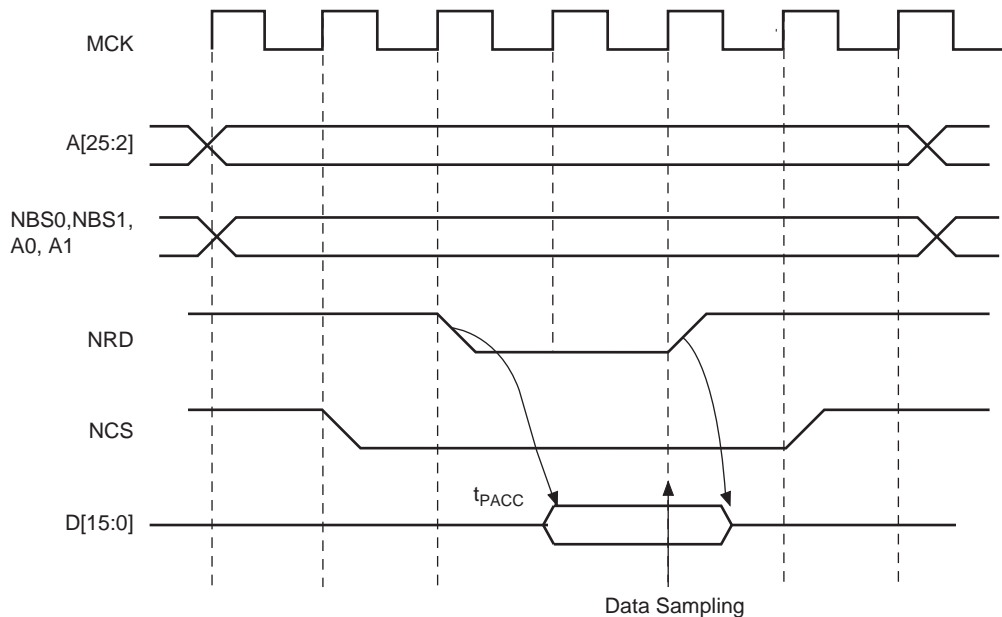 MCK
A[25:2]
NBS0,NBS1,
A0, A1
NRD
NCS
tPACC
D[15:0]
Data Sampling